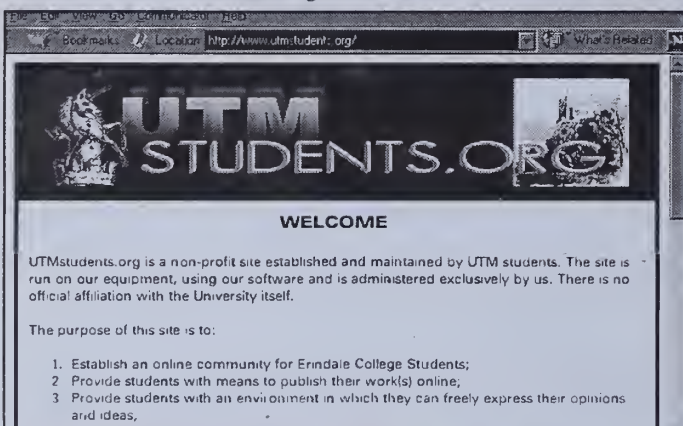 File Edit View Go Communicator Help
Bookmarks Location http://www.utmstudents.org/ What's Related N
UTM
STUDENTS.ORG
WELCOME
UTMstudents.org is a non-profit site established and maintained by UTM students. The site is
run on our equipment, using our software and is administered exclusively by us. There is no
official affiliation with the University itself.
The purpose of this site is to:
1. Establish an online community for Erindale College Students;
2 Provide students with means to publish their work(s) online;
3 Provide students with an environment in which they can freely express their opinions
and ideas,